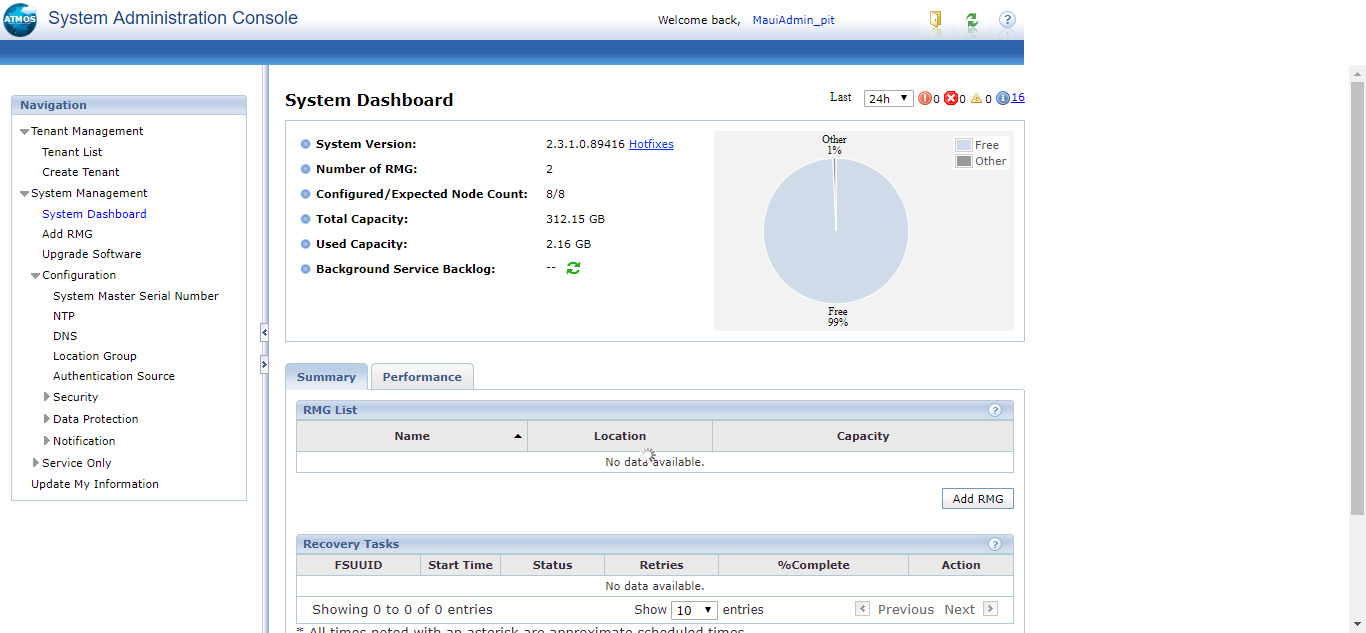 ATMOS System Administration Console
Welcome back, MauiAdmin_pit
?
Navigation
Tenant Management
Tenant List
Create Tenant
System Management
System Dashboard
Add RMG
Upgrade Software
Configuration
System Master Serial Number
NTP
DNS
Location Group
Authentication Source
Security
Data Protection
Notification
Service Only
Update My Information
System Dashboard
Last 24h 0 0 0 16
System Version: 2.3.1.0.89416 Hotfixes
Number of RMG: 2
Configured/Expected Node Count: 8/8
Total Capacity: 312.15 GB
Used Capacity: 2.16 GB
Background Service Backlog: --
Other
1%
Free
99%
Free
Other
Summary Performance
RMG List ?
Name Location Capacity
No data available.
Add RMG
Recovery Tasks ?
FSUUID Start Time Status Retries %Complete Action
No data available.
Showing 0 to 0 of 0 entries Show 10 entries Previous Next
* All times noted with an asterisk are approximate scheduled times